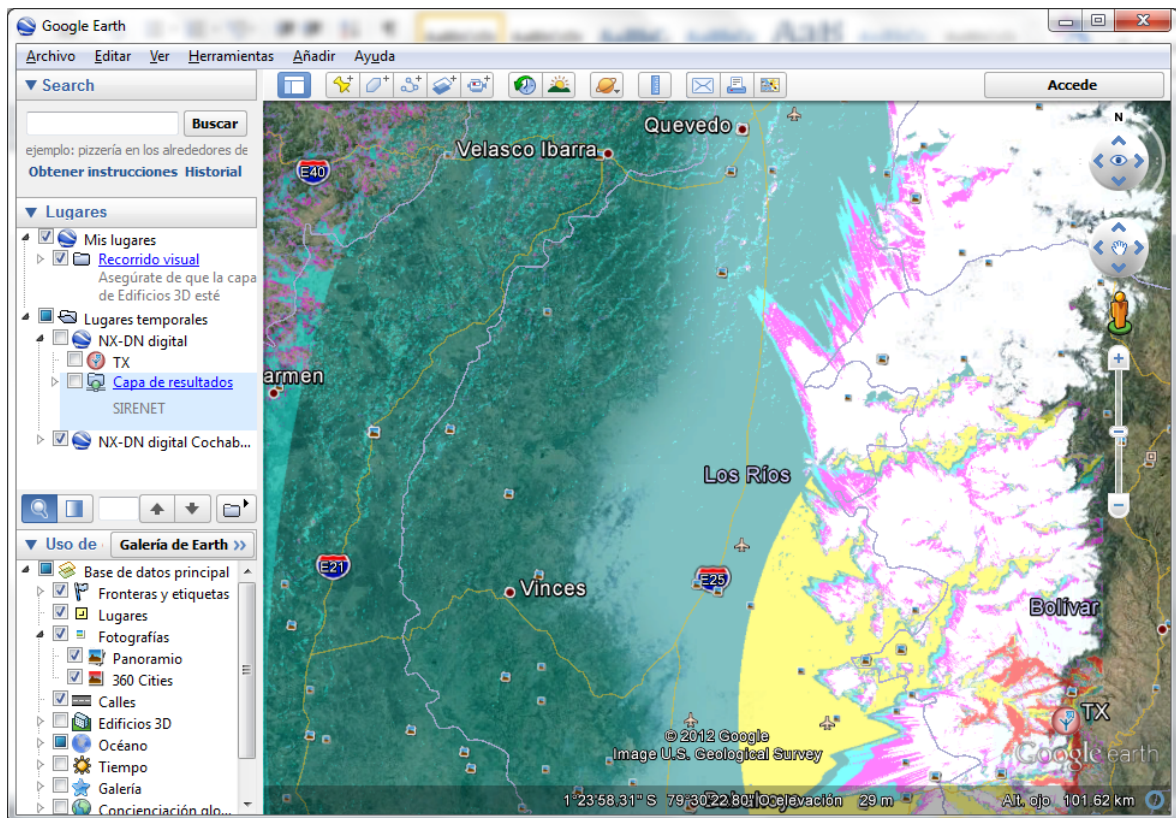 Google Earth
Archivo Editar Ver Herramientas Añadir Ayuda
Search
Accede
Buscar
ejemplo: pizzería en los alrededores de
Obtener instrucciones Historial
Lugares
Mis lugares
Recorrido visual
Asegúrate de que la capa
de Edificios 3D esté
Lugares temporales
NX-DN digital
TX
Capa de resultados
SIRENET
NX-DN digital Cochab...
Uso de
Galería de Earth >>
Base de datos principal
Fronteras y etiquetas
Lugares
Fotografías
Panoramio
360 Cities
Calles
Edificios 3D
Océano
Tiempo
Galería
Concienciación glo...
N
Quevedo
Velasco Ibarra
E40
armen
Los Ríos
E21
E25
Vinces
Bolívar
TX
© 2012 Google
Image U.S. Geological Survey
Google earth
1°23'58.31" S 79°30'22.80" O elevación 29 m
Alt. ojo 101.62 km